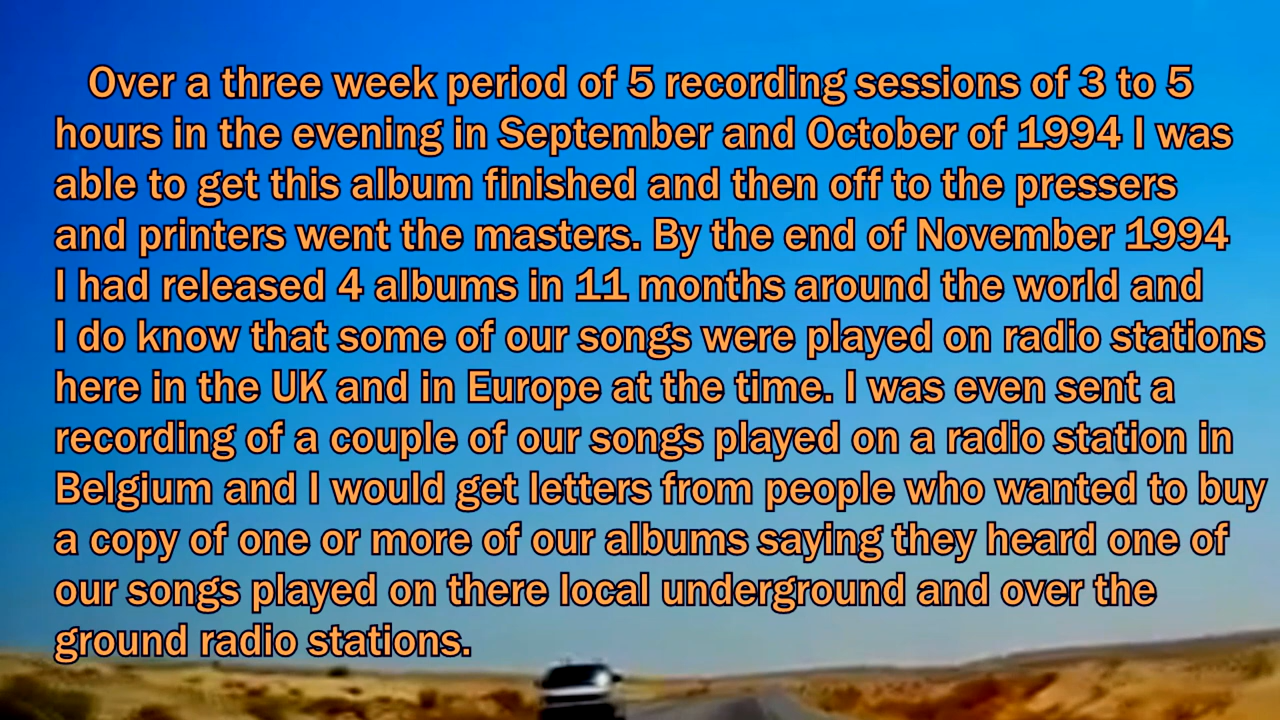 Over a three week period of 5 recording sessions of 3 to 5
hours in the evening in September and October of 1994 I was
able to get this album finished and then off to the pressers
and printers went the masters. By the end of November 1994
I had released 4 albums in 11 months around the world and
I do know that some of our songs were played on radio stations
here in the UK and in Europe at the time. I was even sent a
recording of a couple of our songs played on a radio station in
Belgium and I would get letters from people who wanted to buy
a copy of one or more of our albums saying they heard one of
our songs played on there local underground and over the
ground radio stations.